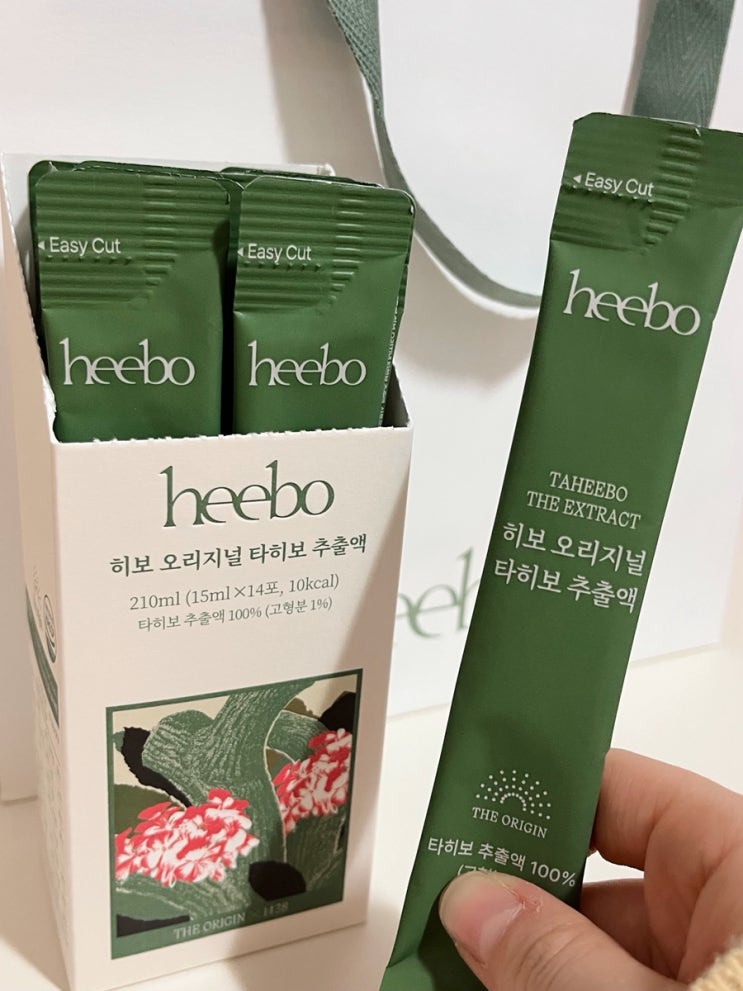 Easy Cut
heebo
Easy Cut
heebo
heebo
히보 오리지널 타히보 추출액
210ml (15ml×14포, 10kcal)
타히보 추출액 100% (고형분 1%)
THE ORIGIN
Easy Cut
heebo
TAHEEBO
THE EXTRACT
히보 오리지널
타히보 추출액
THE ORIGIN
타히보 추출액 100%